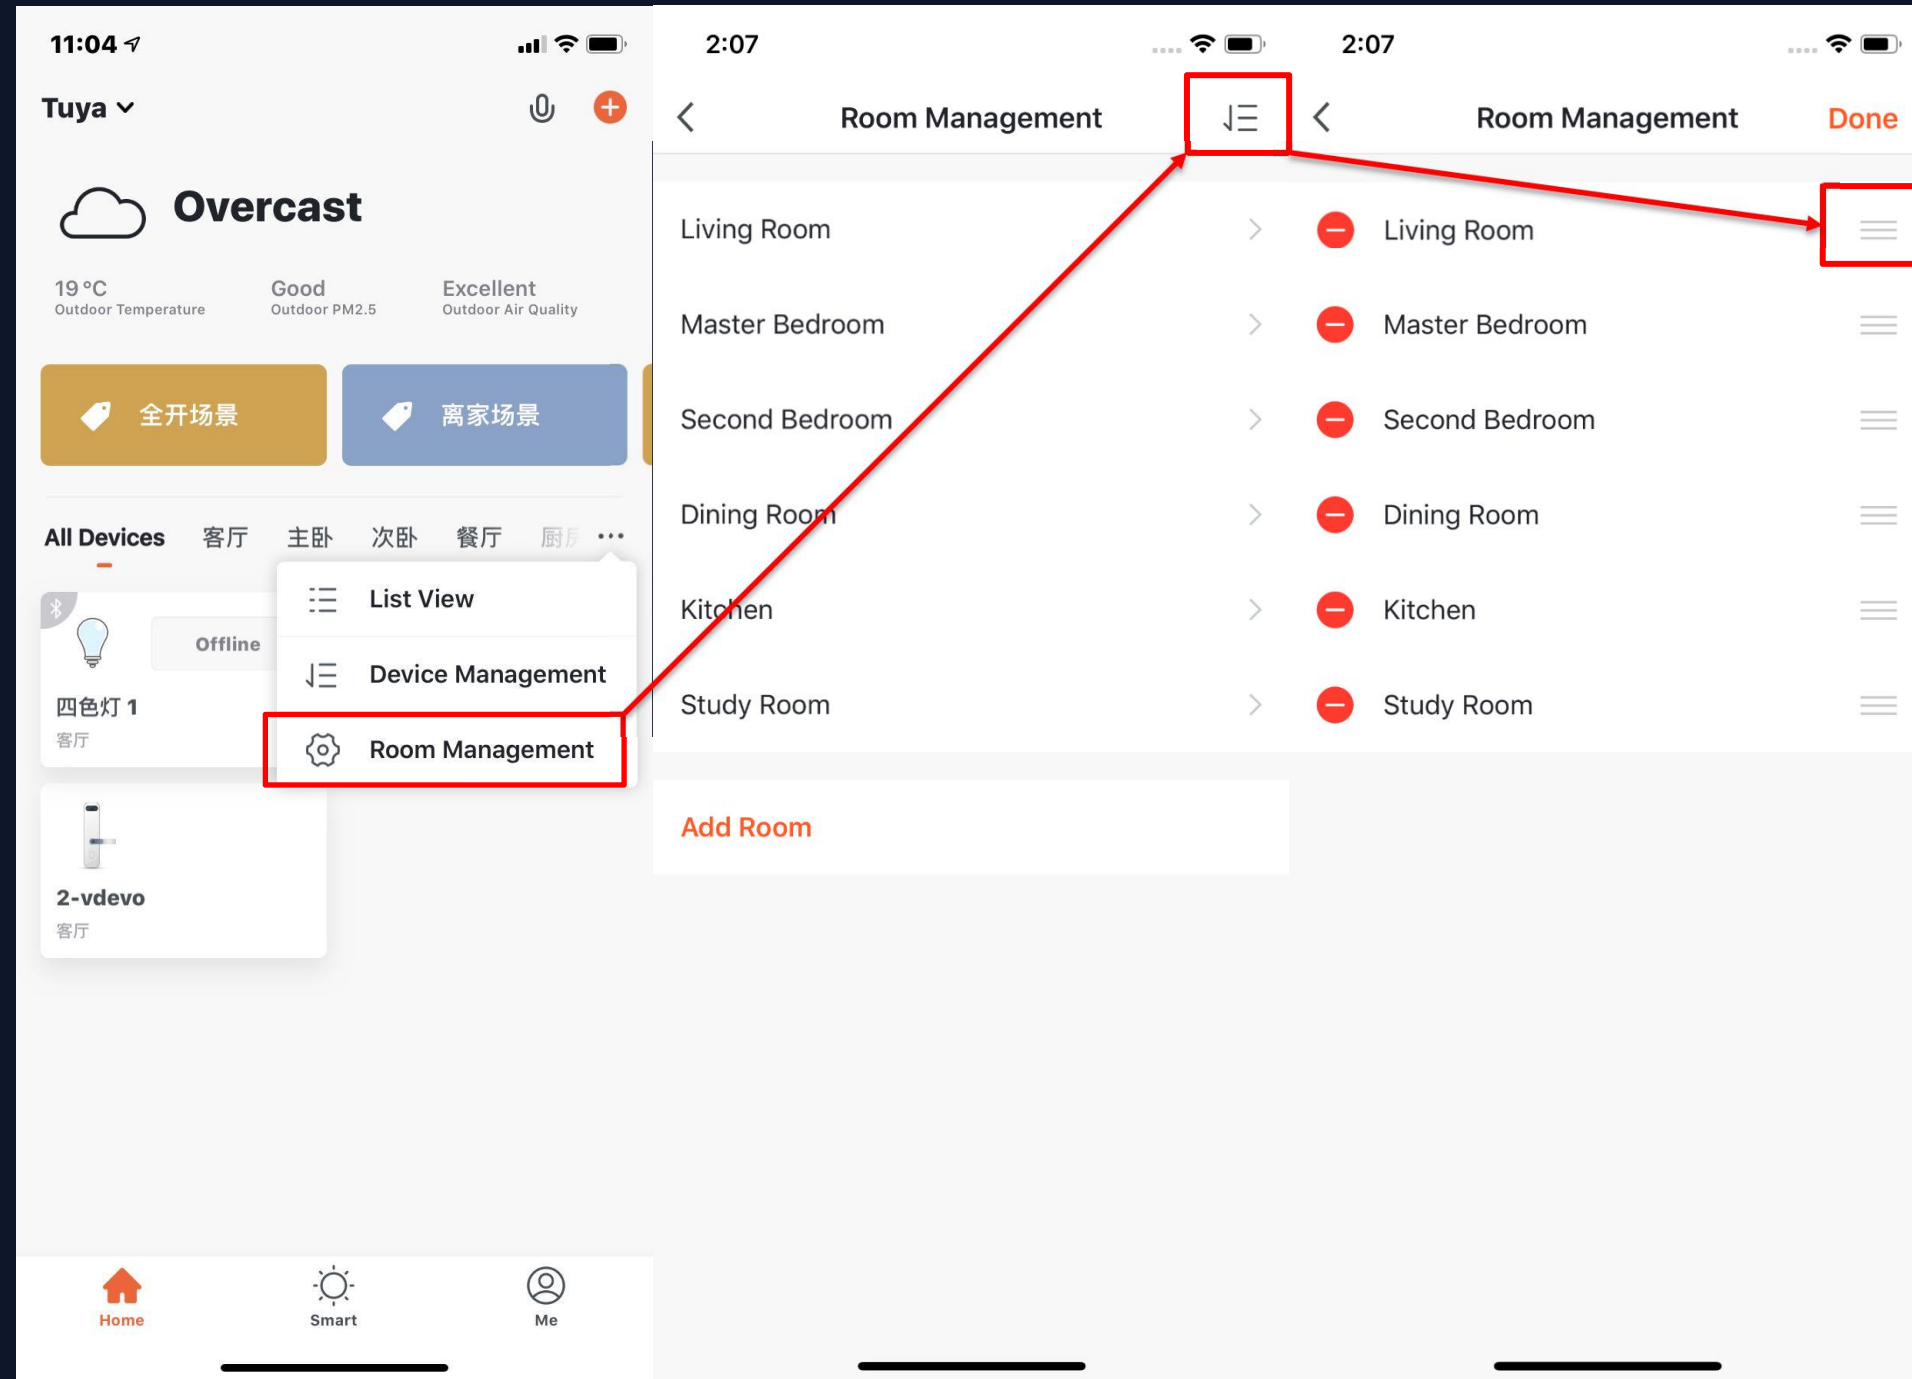 11:04
Tuya
Overcast
19 °C
Outdoor Temperature
Good
Outdoor PM2.5
Excellent
Outdoor Air Quality
全开场景
离家场景
All Devices 客厅 主卧 次卧 餐厅 厨房
List View
Device Management
Room Management
Offline
四色灯 1
客厅
2-vdevo
客厅
Home
Smart
Me
2:07
Room Management
Living Room
Master Bedroom
Second Bedroom
Dining Room
Kitchen
Study Room
Add Room
2:07
Room Management
Done
Living Room
Master Bedroom
Second Bedroom
Dining Room
Kitchen
Study Room